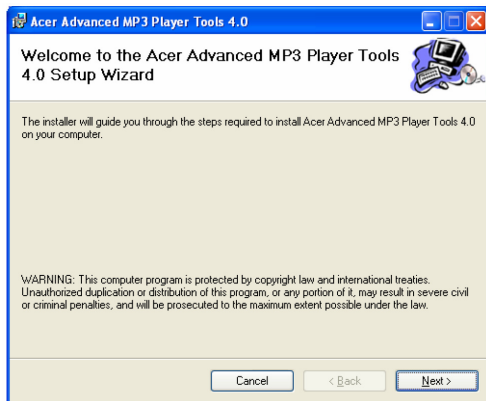 Acer Advanced MP3 Player Tools 4.0
Welcome to the Acer Advanced MP3 Player Tools
4.0 Setup Wizard
The installer will guide you through the steps required to install Acer Advanced MP3 Player Tools 4.0
on your computer.
WARNING: This computer program is protected by copyright law and international treaties.
Unauthorized duplication or distribution of this program, or any portion of it, may result in severe civil
or criminal penalties, and will be prosecuted to the maximum extent possible under the law.
Cancel < Back Next >